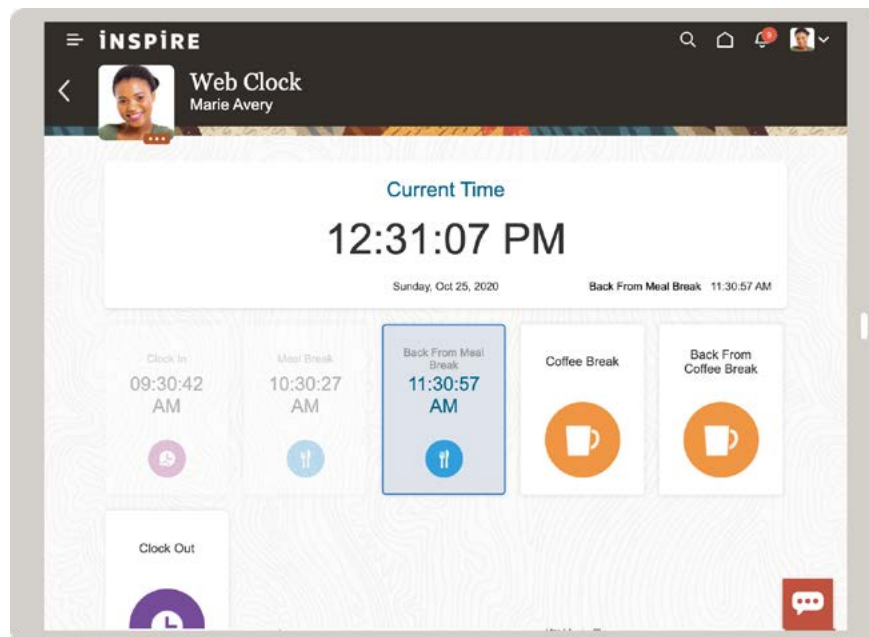 iNSPiRE
9
Web Clock
Marie Avery
Current Time
12:31:07 PM
Sunday, Oct 25, 2020
Back From Meal Break 11:30:57 AM
Clock In
09:30:42
AM
Meal Break
10:30:27
AM
Back From Meal
Break
11:30:57
AM
Coffee Break
Back From
Coffee Break
Clock Out